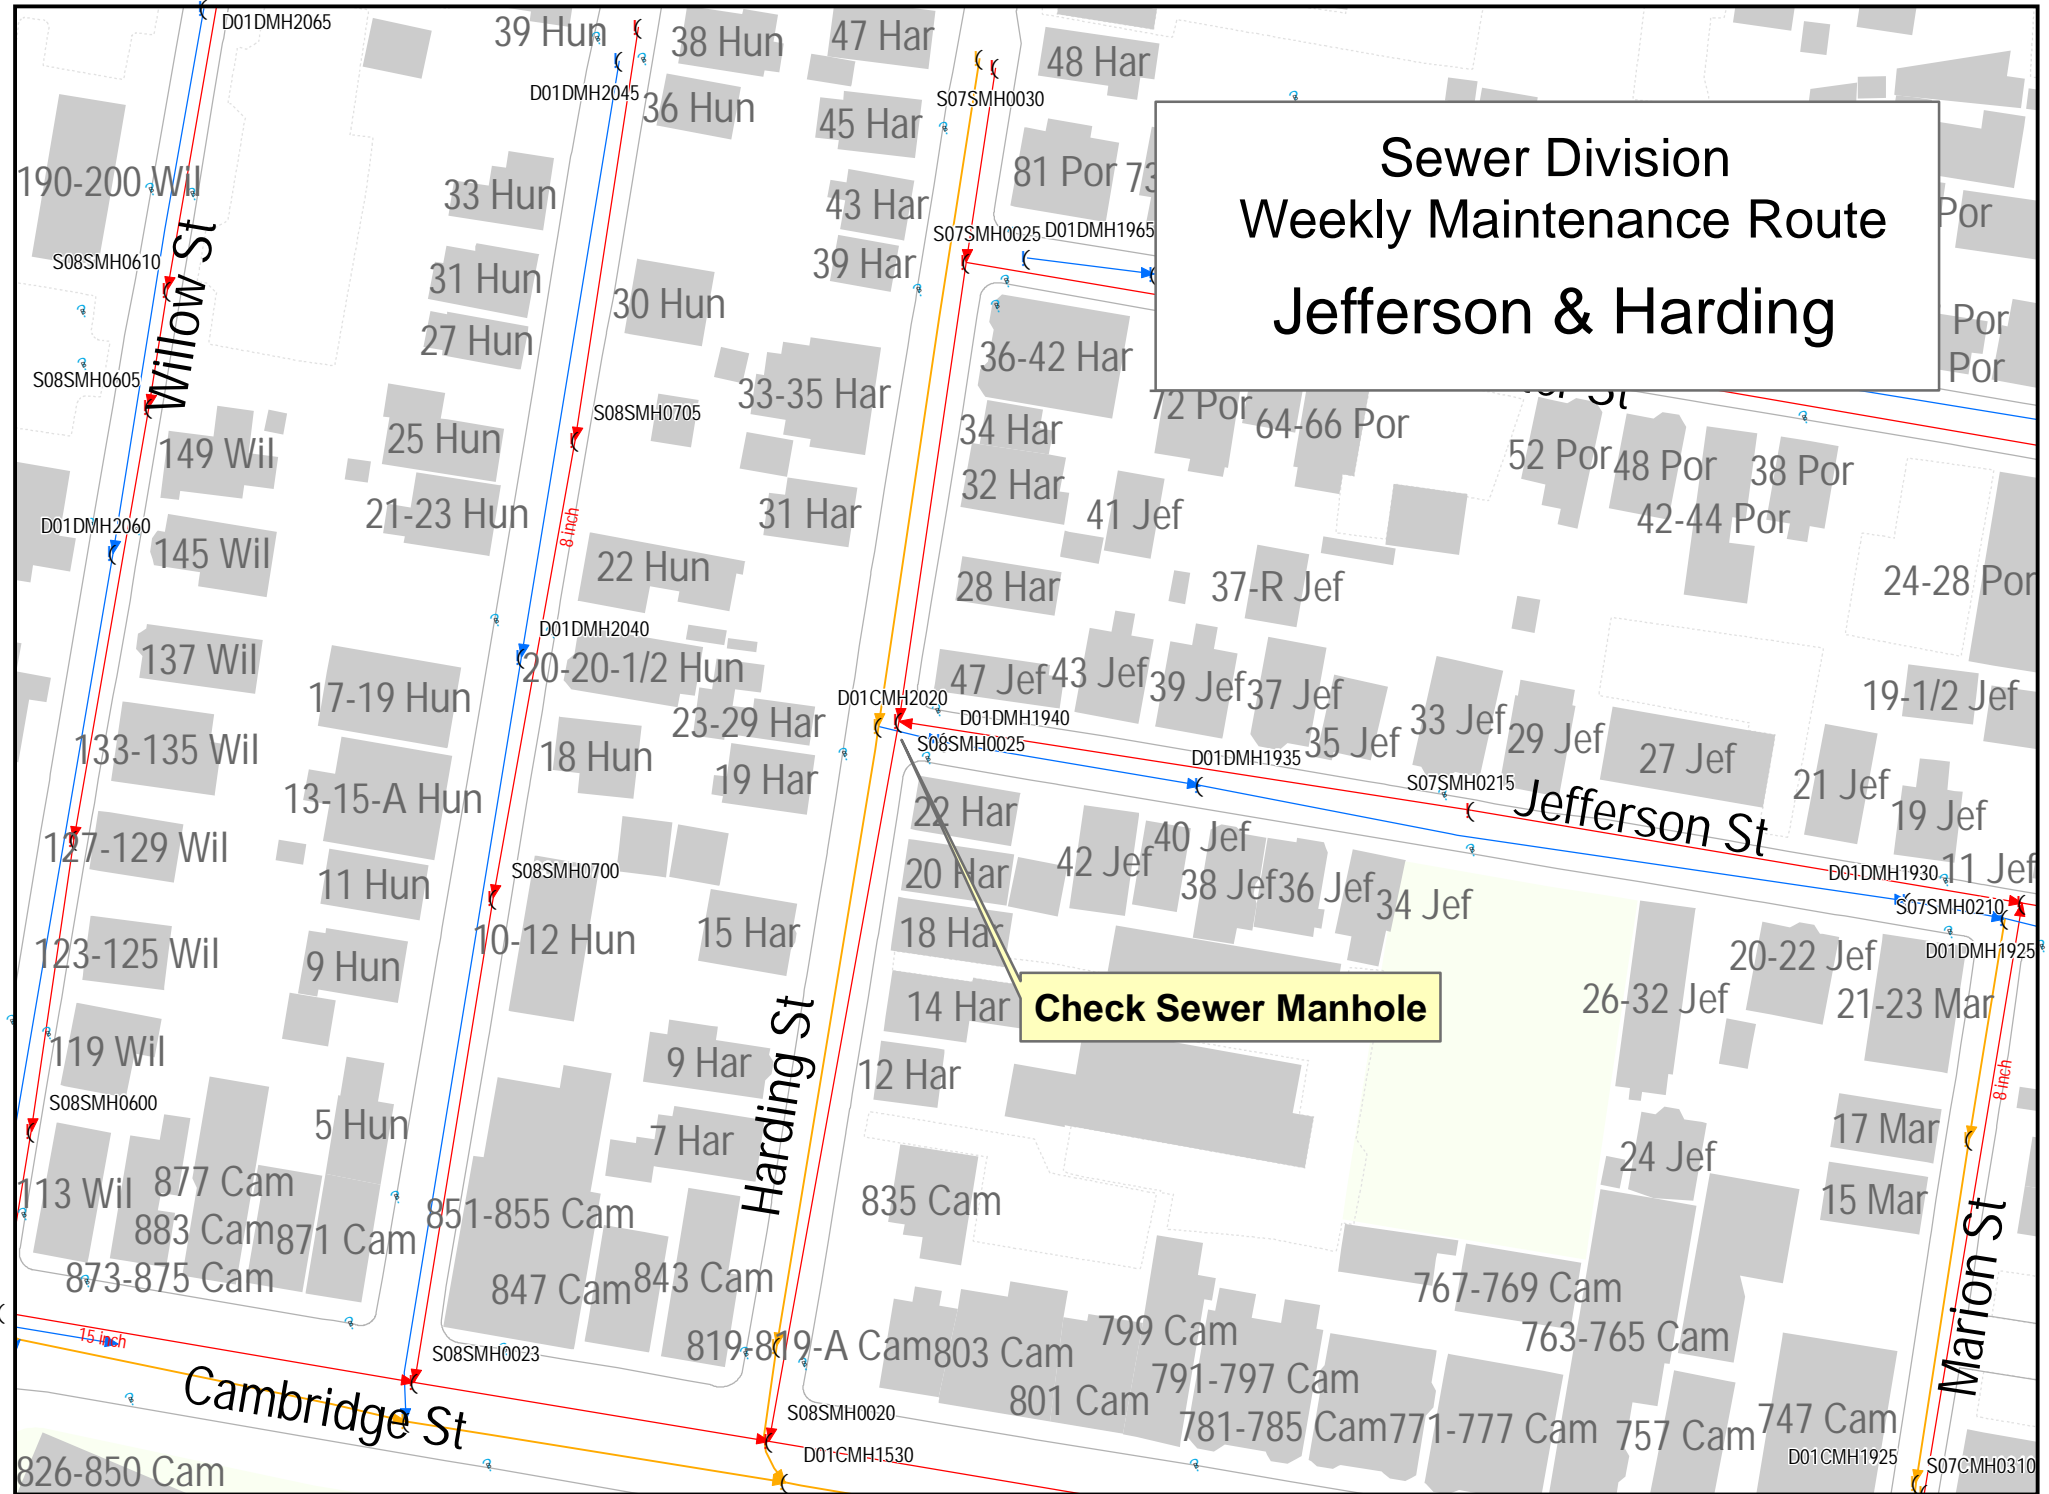 D01DMH2065
39 Hun
38 Hun
47 Har
48 Har
D01DMH2045
36 Hun
S07SMH0030
45 Har
Sewer Division
Weekly Maintenance Route
Jefferson & Harding
190-200 Wil
33 Hun
43 Har
81 Por
73
Por
S07SMH0025
D01DMH1965
Willow St
S08SMH0610
31 Hun
30 Hun
39 Har
27 Hun
36-42 Har
Por
Por
S08SMH0605
33-35 Har
72 Por
64-66 Por
St
S08SMH0705
149 Wil
25 Hun
34 Har
52 Por
48 Por
38 Por
32 Har
21-23 Hun
31 Har
41 Jef
42-44 Por
8 inch
D01DMH2060
145 Wil
22 Hun
28 Har
37-R Jef
24-28 Por
D01DMH2040
137 Wil
20-20-1/2 Hun
17-19 Hun
47 Jef
43 Jef
39 Jef
37 Jef
19-1/2 Jef
D01CMH2020
23-29 Har
D01DMH1940
S08SMH0025
33 Jef
29 Jef
35 Jef
133-135 Wil
18 Hun
D01DMH1935
27 Jef
19 Har
S07SMH0215
21 Jef
13-15-A Hun
22 Har
Jefferson St
19 Jef
127-129 Wil
40 Jef
42 Jef
20 Har
11 Hun
S08SMH0700
38 Jef
36 Jef
34 Jef
D01DMH1930
11 Jef
S07SMH0210
15 Har
18 Har
10-12 Hun
123-125 Wil
9 Hun
20-22 Jef
D01DMH1925
26-32 Jef
21-23 Mar
14 Har
Check Sewer Manhole
Harding St
119 Wil
9 Har
12 Har
8 inch
S08SMH0600
5 Hun
7 Har
17 Mar
24 Jef
113 Wil
877 Cam
835 Cam
15 Mar
851-855 Cam
883 Cam
871 Cam
Marion St
873-875 Cam
847 Cam
843 Cam
767-769 Cam
15 inch
799 Cam
763-765 Cam
819-819-A Cam
803 Cam
S08SMH0023
791-797 Cam
801 Cam
Cambridge St
S08SMH0020
781-785 Cam
771-777 Cam
757 Cam
747 Cam
D01CMH1530
D01CMH1925
S07CMH0310
826-850 Cam